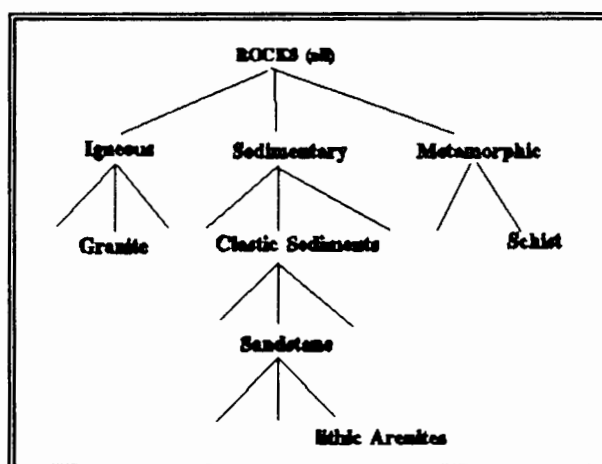 ROCKS (all)
Igneous Sedimentary Metamorphic
Granite Clastic Sediments Schist
Sandstone
lithic Arenites